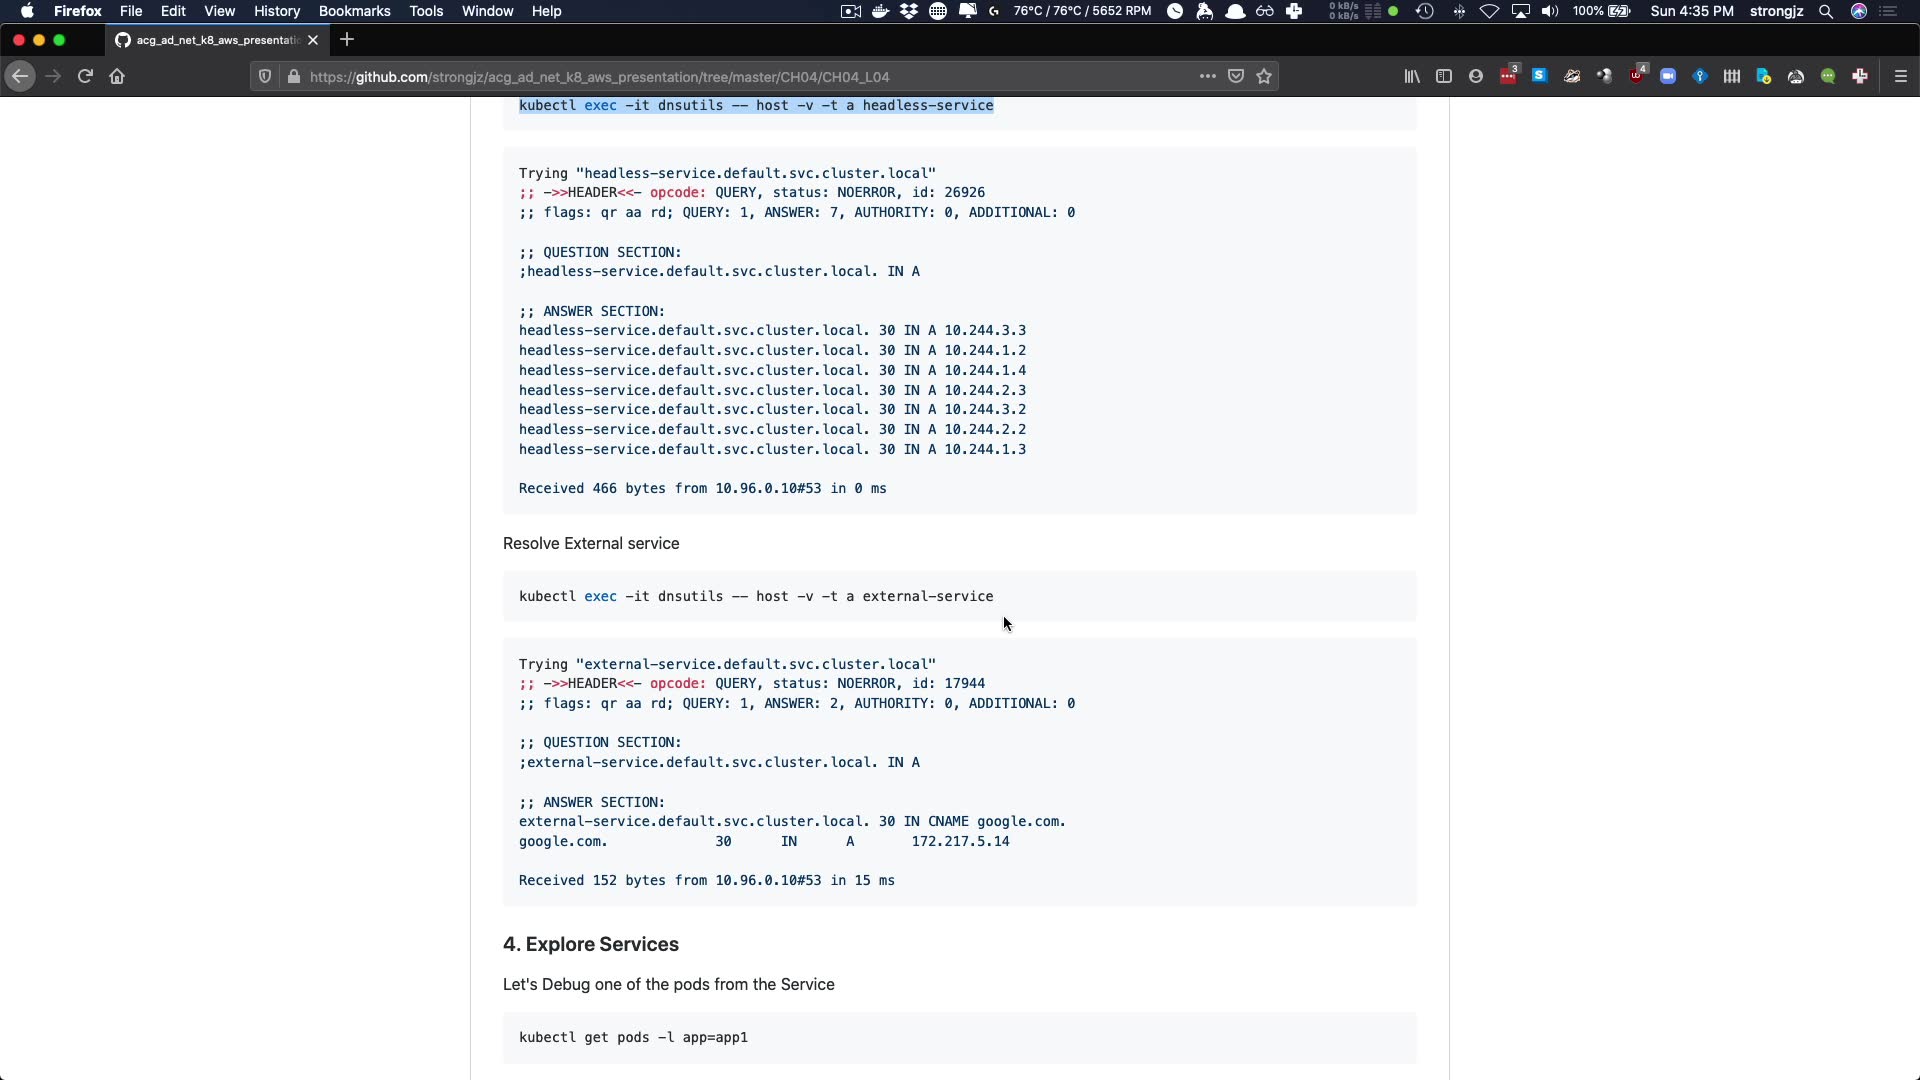 Firefox File Edit View History Bookmarks Tools Window Help 76°C / 76°C / 5652 RPM 0 kB/s 0 kB/s 100% Sun 4:35 PM strongjz
acg_ad_net_k8_aws_presentatio
https://github.com/strongjz/acg_ad_net_k8_aws_presentation/tree/master/CH04/CH04_L04 3 4
kubectl exec -it dnsutils -- host -v -t a headless-service
Trying "headless-service.default.svc.cluster.local"
;; ->>HEADER<<- opcode: QUERY, status: NOERROR, id: 26926
;; flags: qr aa rd; QUERY: 1, ANSWER: 7, AUTHORITY: 0, ADDITIONAL: 0
;; QUESTION SECTION:
;headless-service.default.svc.cluster.local. IN A
;; ANSWER SECTION:
headless-service.default.svc.cluster.local. 30 IN A 10.244.3.3
headless-service.default.svc.cluster.local. 30 IN A 10.244.1.2
headless-service.default.svc.cluster.local. 30 IN A 10.244.1.4
headless-service.default.svc.cluster.local. 30 IN A 10.244.2.3
headless-service.default.svc.cluster.local. 30 IN A 10.244.3.2
headless-service.default.svc.cluster.local. 30 IN A 10.244.2.2
headless-service.default.svc.cluster.local. 30 IN A 10.244.1.3
Received 466 bytes from 10.96.0.10#53 in 0 ms
Resolve External service
kubectl exec -it dnsutils -- host -v -t a external-service
Trying "external-service.default.svc.cluster.local"
;; ->>HEADER<<- opcode: QUERY, status: NOERROR, id: 17944
;; flags: qr aa rd; QUERY: 1, ANSWER: 2, AUTHORITY: 0, ADDITIONAL: 0
;; QUESTION SECTION:
;external-service.default.svc.cluster.local. IN A
;; ANSWER SECTION:
external-service.default.svc.cluster.local. 30 IN CNAME google.com.
google.com. 30 IN A 172.217.5.14
Received 152 bytes from 10.96.0.10#53 in 15 ms
4. Explore Services
Let's Debug one of the pods from the Service
kubectl get pods -l app=app1